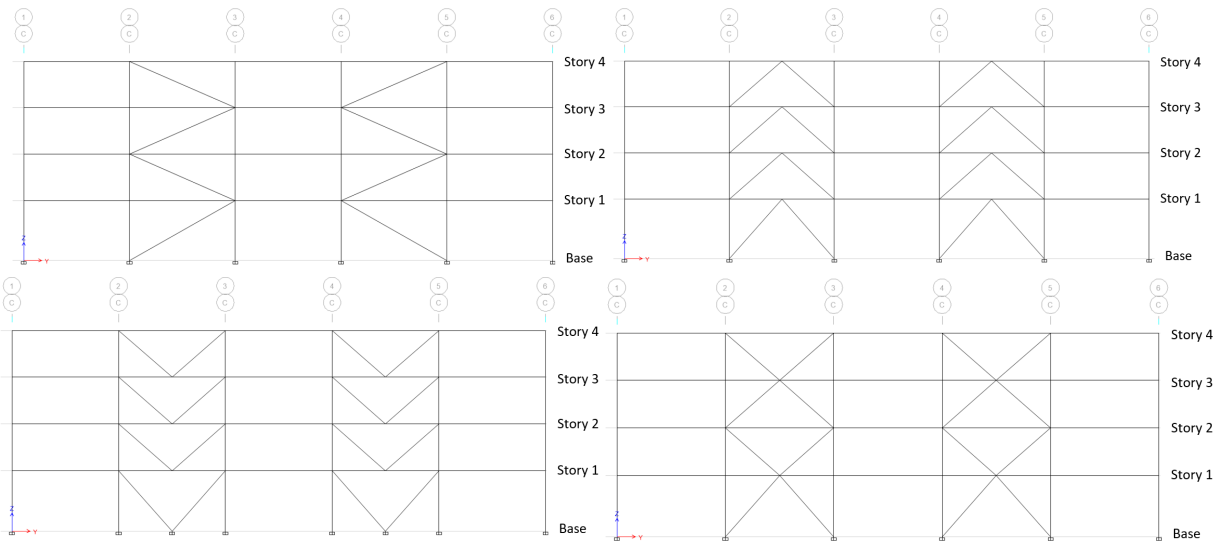 1 2 3 4 5 6
C C C C C C
Story 4
Story 3
Story 2
Story 1
Base
Z
Y
1 2 3 4 5 6
C C C C C C
Story 4
Story 3
Story 2
Story 1
Base
Z
Y
1 2 3 4 5 6
C C C C C C
Story 4
Story 3
Story 2
Story 1
Base
Z
Y
1 2 3 4 5 6
C C C C C C
Story 4
Story 3
Story 2
Story 1
Base
Z
Y